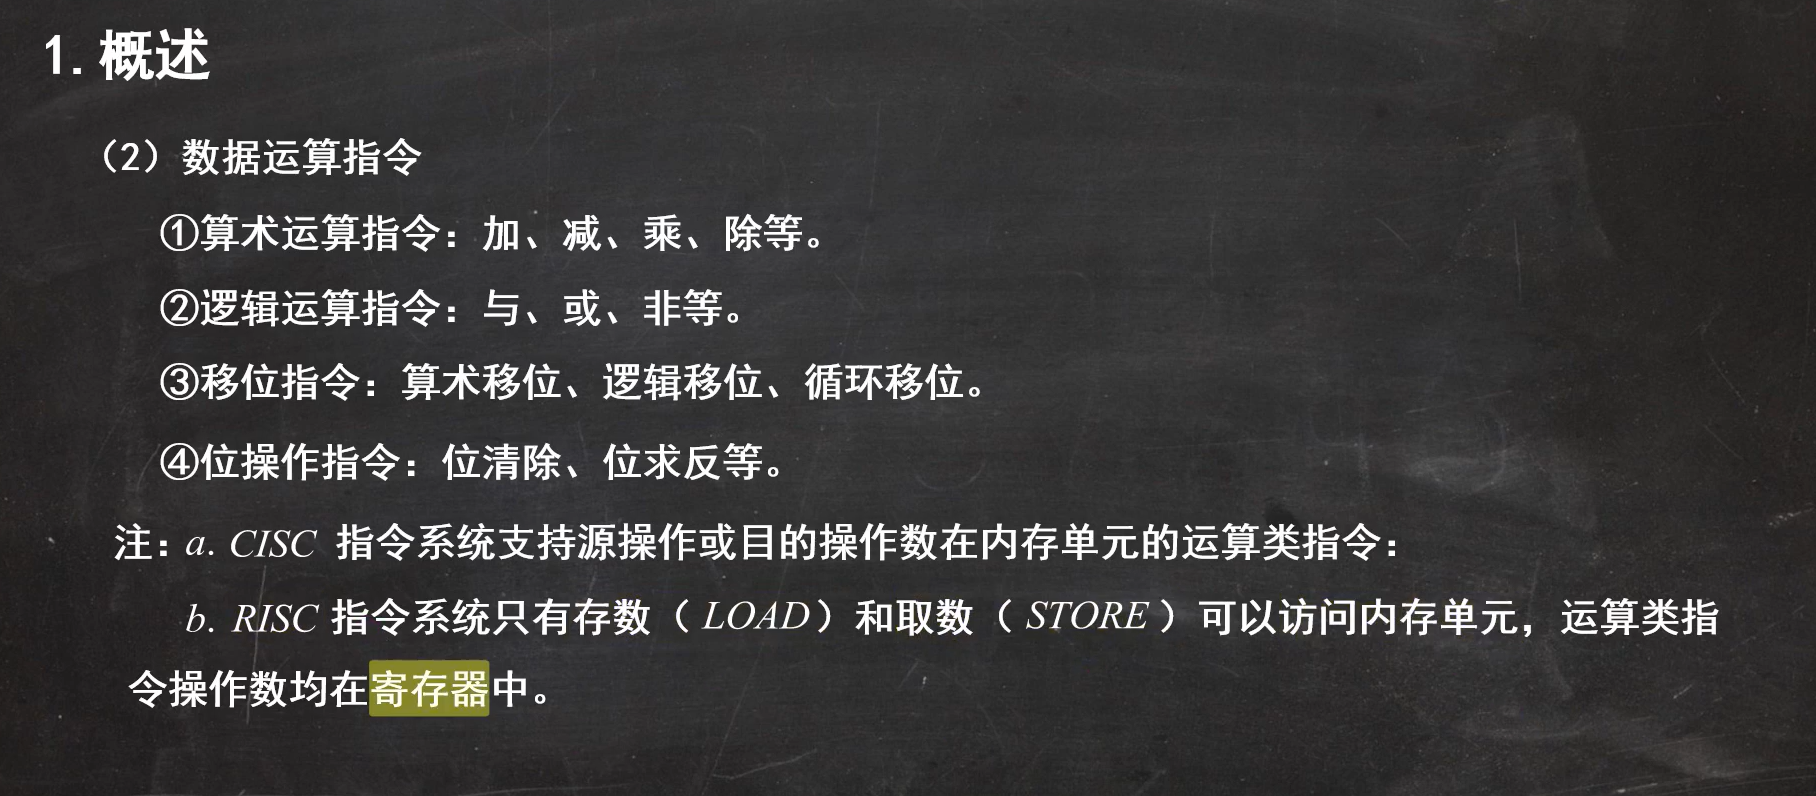 1.概述
（2）数据运算指令
①算术运算指令：加、减、乘、除等。
②逻辑运算指令：与、或、非等。
③移位指令：算术移位、逻辑移位、循环移位。
④位操作指令：位清除、位求反等。
注：a. CISC 指令系统支持源操作或目的操作数在内存单元的运算类指令：
b. RISC 指令系统只有存数（LOAD）和取数（STORE）可以访问内存单元，运算类指
令操作数均在寄存器中。